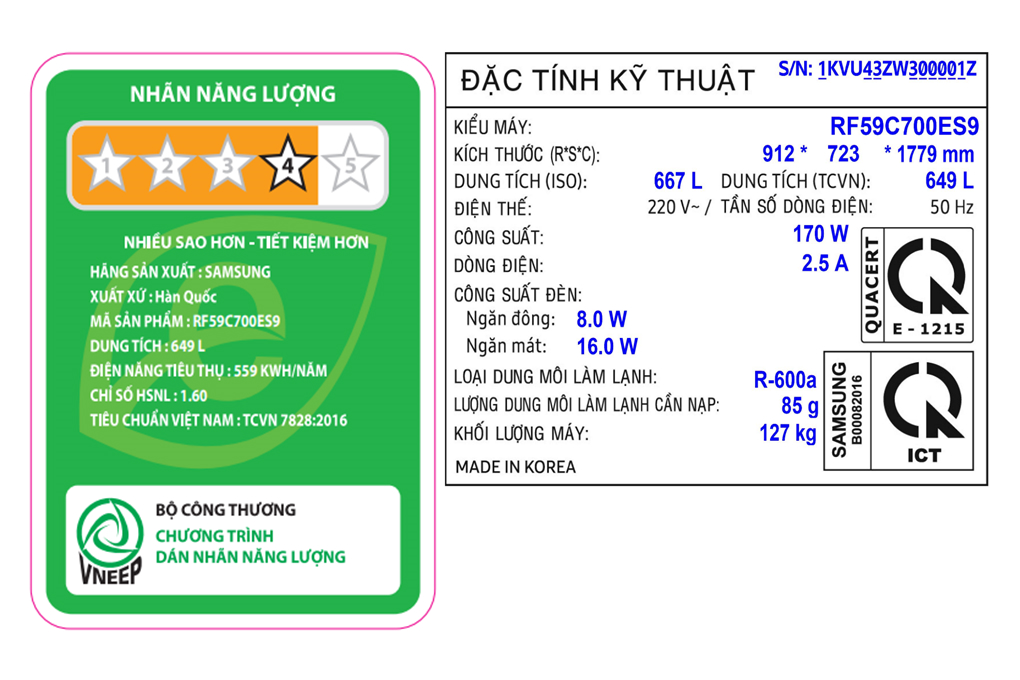 NHÃN NĂNG LƯỢNG
1 2 3 4 5
NHIỀU SAO HƠN - TIẾT KIỆM HƠN
HÃNG SẢN XUẤT : SAMSUNG
XUẤT XỨ : Hàn Quốc
MÃ SẢN PHẨM : RF59C700ES9
DUNG TÍCH : 649 L
ĐIỆN NĂNG TIÊU THỤ : 559 KWH/NĂM
CHỈ SỐ HSNL : 1.60
TIÊU CHUẨN VIỆT NAM : TCVN 7828:2016
VNEEP
BỘ CÔNG THƯƠNG
CHƯƠNG TRÌNH
DÁN NHÃN NĂNG LƯỢNG
ĐẶC TÍNH KỸ THUẬT S/N: 1KVU43ZW300001Z
KIỂU MÁY: RF59C700ES9
KÍCH THƯỚC (R*S*C): 912 * 723 * 1779 mm
DUNG TÍCH (ISO): 667 L DUNG TÍCH (TCVN): 649 L
ĐIỆN THẾ: 220 V~ / TẦN SỐ DÒNG ĐIỆN: 50 Hz
CÔNG SUẤT: 170 W
DÒNG ĐIỆN: 2.5 A
CÔNG SUẤT ĐÈN:
Ngăn đông: 8.0 W
Ngăn mát: 16.0 W
LOẠI DUNG MÔI LÀM LẠNH: R-600a
LƯỢNG DUNG MÔI LÀM LẠNH CẦN NẠP: 85 g
KHỐI LƯỢNG MÁY: 127 kg
MADE IN KOREA
QUACERT
E - 1215
SAMSUNG
B00082016
ICT